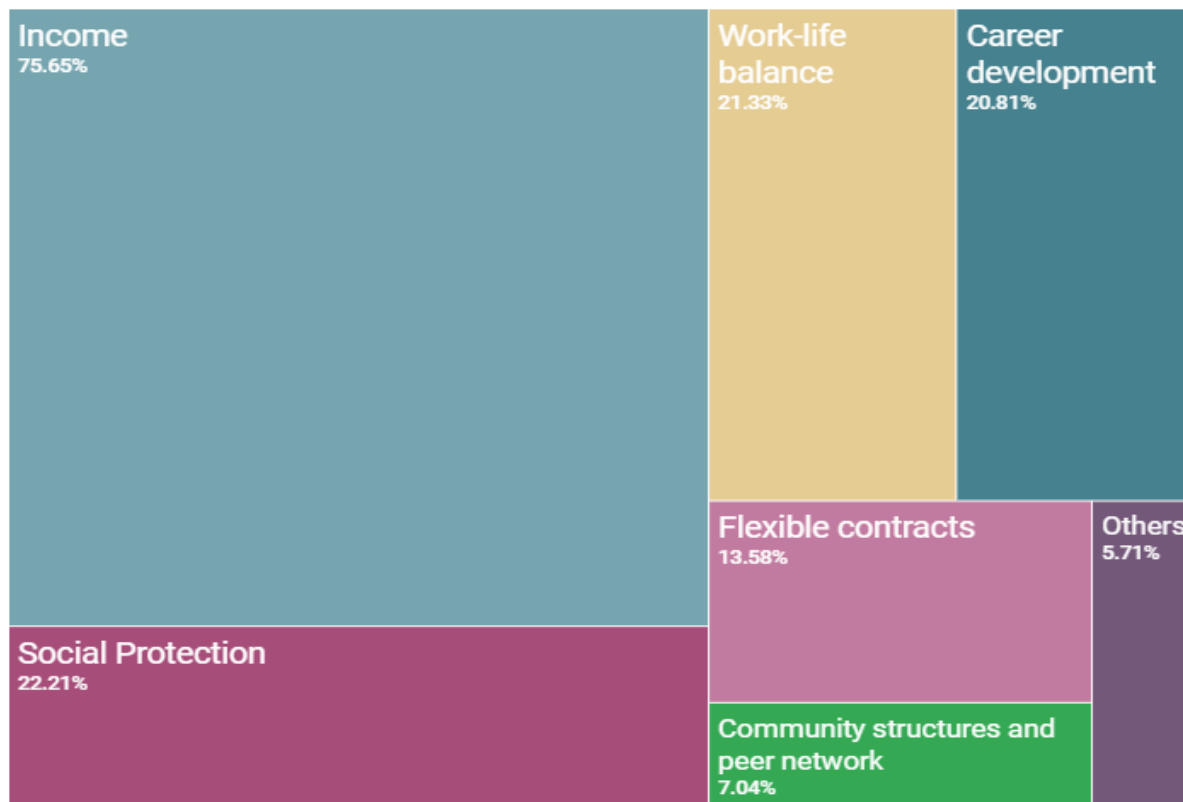 Income
75.65%
Work-life
balance
21.33%
Career
development
20.81%
Social Protection
22.21%
Flexible contracts
13.58%
Others
5.71%
Community structures and
peer network
7.04%